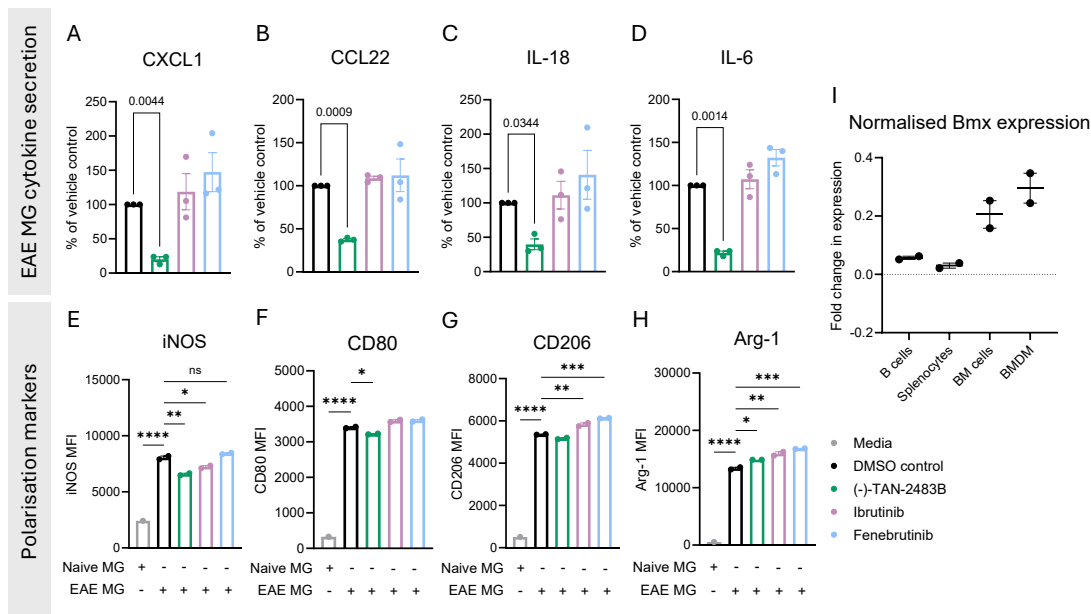 EAE MG cytokine secretion
A
CXCL1
% of vehicle control
250
200
150
100
50
0
0.0044
B
CCL22
% of vehicle control
200
150
100
50
0
0.0009
C
IL-18
% of vehicle control
250
200
150
100
50
0
0.0344
D
IL-6
% of vehicle control
200
150
100
50
0
0.0014
I
Normalised Bmx expression
Fold change in expression
0.4
0.2
0.0
-0.2
B cells
Splenocytes
BM cells
BMDM
Polarisation markers
E
iNOS
iNOS MFI
15000
10000
5000
0
ns
*
**
****
Naive MG + - - - -
EAE MG - + + + +
F
CD80
CD80 MFI
5000
4000
3000
2000
1000
0
*
****
Naive MG + - - - -
EAE MG - + + + +
G
CD206
CD206 MFI
8000
6000
4000
2000
0
***
**
****
Naive MG + - - - -
EAE MG - + + + +
H
Arg-1
Arg-1 MFI
30000
20000
10000
0
***
**
*
****
Naive MG + - - - -
EAE MG - + + + +
Media
DMSO control
(-)-TAN-2483B
Ibrutinib
Fenebrutinib